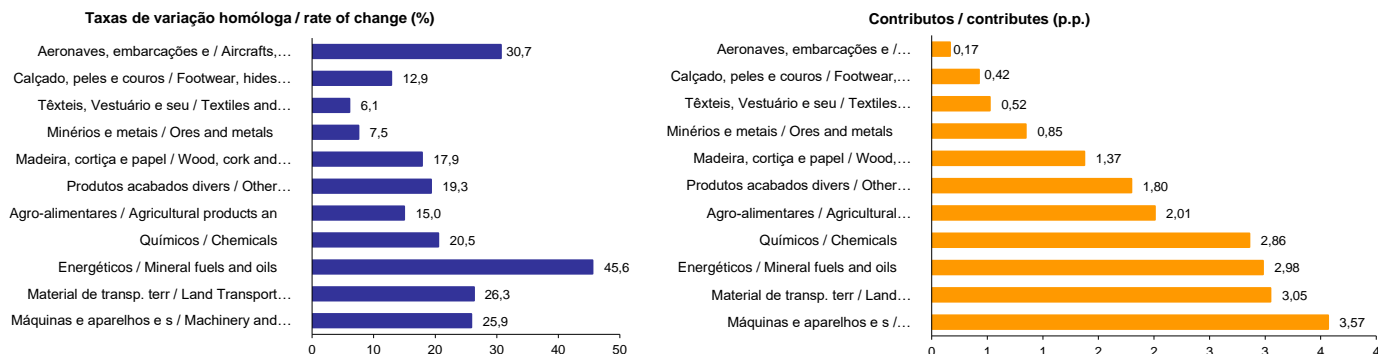 Taxas de variação homóloga / rate of change (%)
Aeronaves, embarcações e / Aircrafts,... 30,7
Calçado, peles e couros / Footwear, hides... 12,9
Têxteis, Vestuário e seu / Textiles and... 6,1
Minérios e metais / Ores and metals 7,5
Madeira, cortiça e papel / Wood, cork and... 17,9
Produtos acabados divers / Other... 19,3
Agro-alimentares / Agricultural products an 15,0
Químicos / Chemicals 20,5
Energéticos / Mineral fuels and oils 45,6
Material de transp. terr / Land Transport... 26,3
Máquinas e aparelhos e s / Machinery and... 25,9
0 10 20 30 40 50
Contributos / contributes (p.p.)
Aeronaves, embarcações e /... 0,17
Calçado, peles e couros / Footwear,... 0,42
Têxteis, Vestuário e seu / Textiles... 0,52
Minérios e metais / Ores and metals 0,85
Madeira, cortiça e papel / Wood,... 1,37
Produtos acabados divers / Other... 1,80
Agro-alimentares / Agricultural... 2,01
Químicos / Chemicals 2,86
Energéticos / Mineral fuels and oils 2,98
Material de transp. terr / Land... 3,05
Máquinas e aparelhos e s /... 3,57
0 1 1 2 2 3 3 4 4